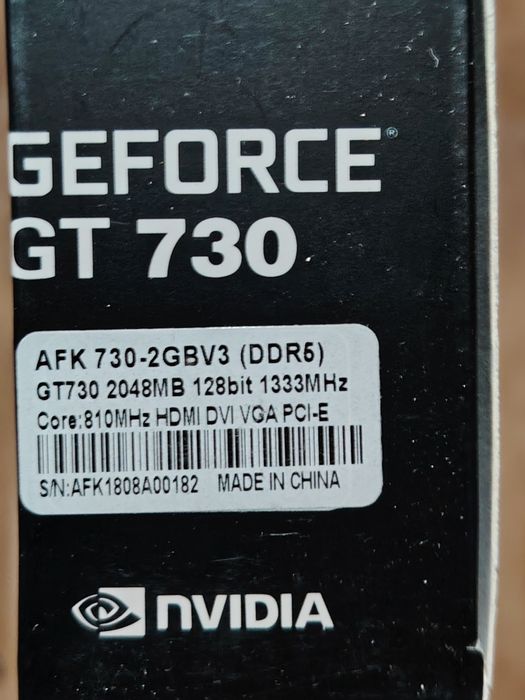 GEFORCE®
GT 730
AFK 730-2GBV3 (DDR5)
GT730 2048MB 128bit 1333MHz
Core:810MHz HDMI DVI VGA PCI-E
S/N:AFK1808A00182 MADE IN CHINA
NVIDIA